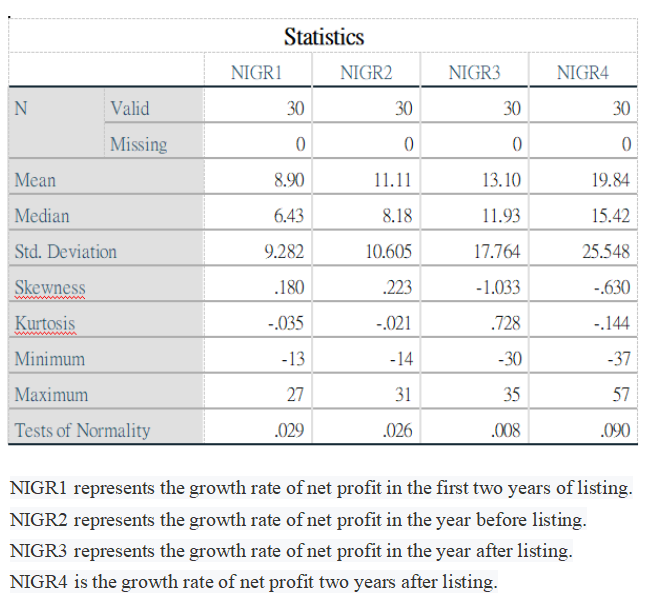 Statistics
NIGR1 NIGR2 NIGR3 NIGR4
N Valid 30 30 30 30
Missing 0 0 0 0
Mean 8.90 11.11 13.10 19.84
Median 6.43 8.18 11.93 15.42
Std. Deviation 9.282 10.605 17.764 25.548
Skewness .180 .223 -1.033 -.630
Kurtosis -.035 -.021 .728 -.144
Minimum -13 -14 -30 -37
Maximum 27 31 35 57
Tests of Normality .029 .026 .008 .090
NIGR1 represents the growth rate of net profit in the first two years of listing.
NIGR2 represents the growth rate of net profit in the year before listing.
NIGR3 represents the growth rate of net profit in the year after listing.
NIGR4 is the growth rate of net profit two years after listing.